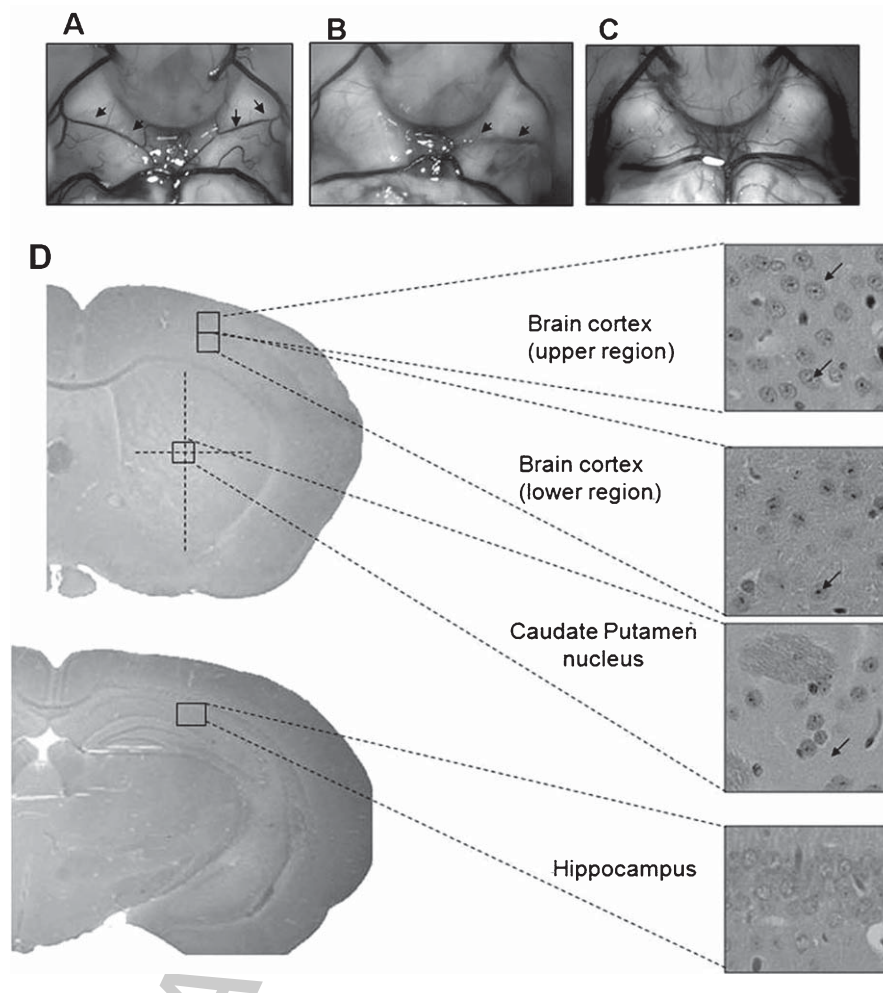 A
B
C
D
Brain cortex
(upper region)
Brain cortex
(lower region)
Caudate Putamen
nucleus
Hippocampus
A